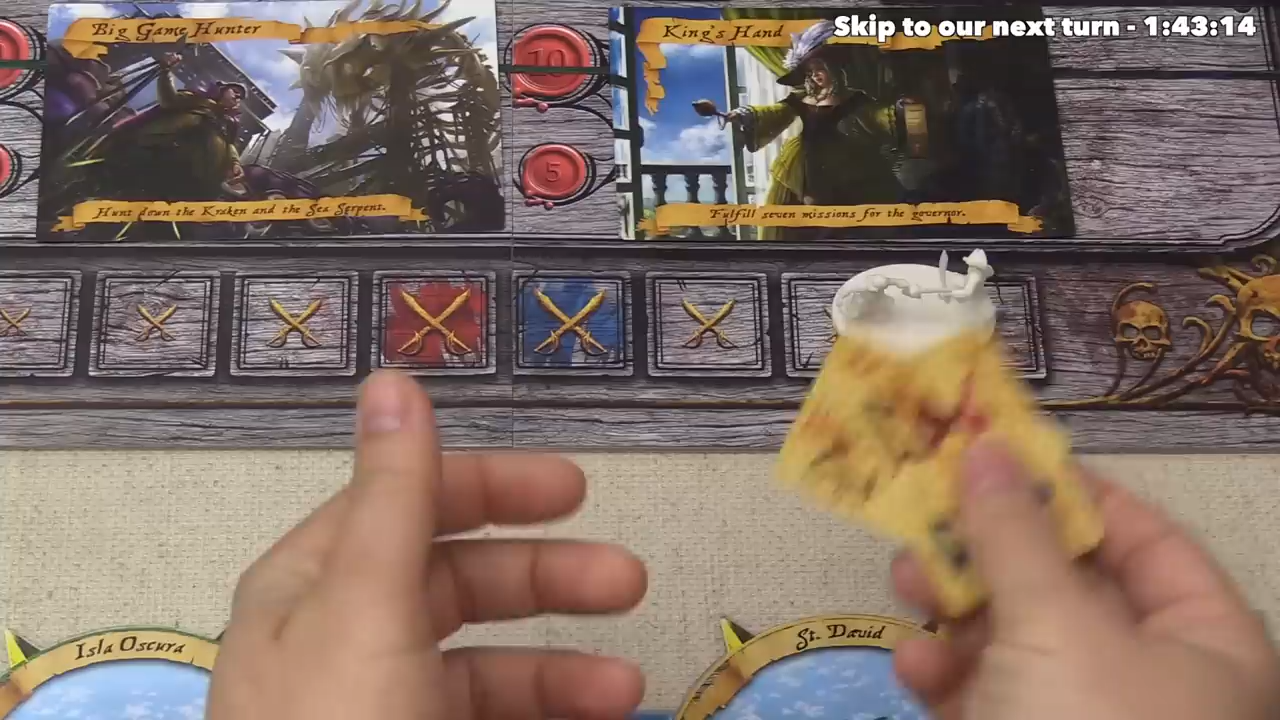 Skip to our next turn - 1:43:14
Big Game Hunter
King's Hand
10
5
Hunt down the Kraken and the Sea Serpent.
Fulfill seven missions for the governor.
Isla Oscura
St. David